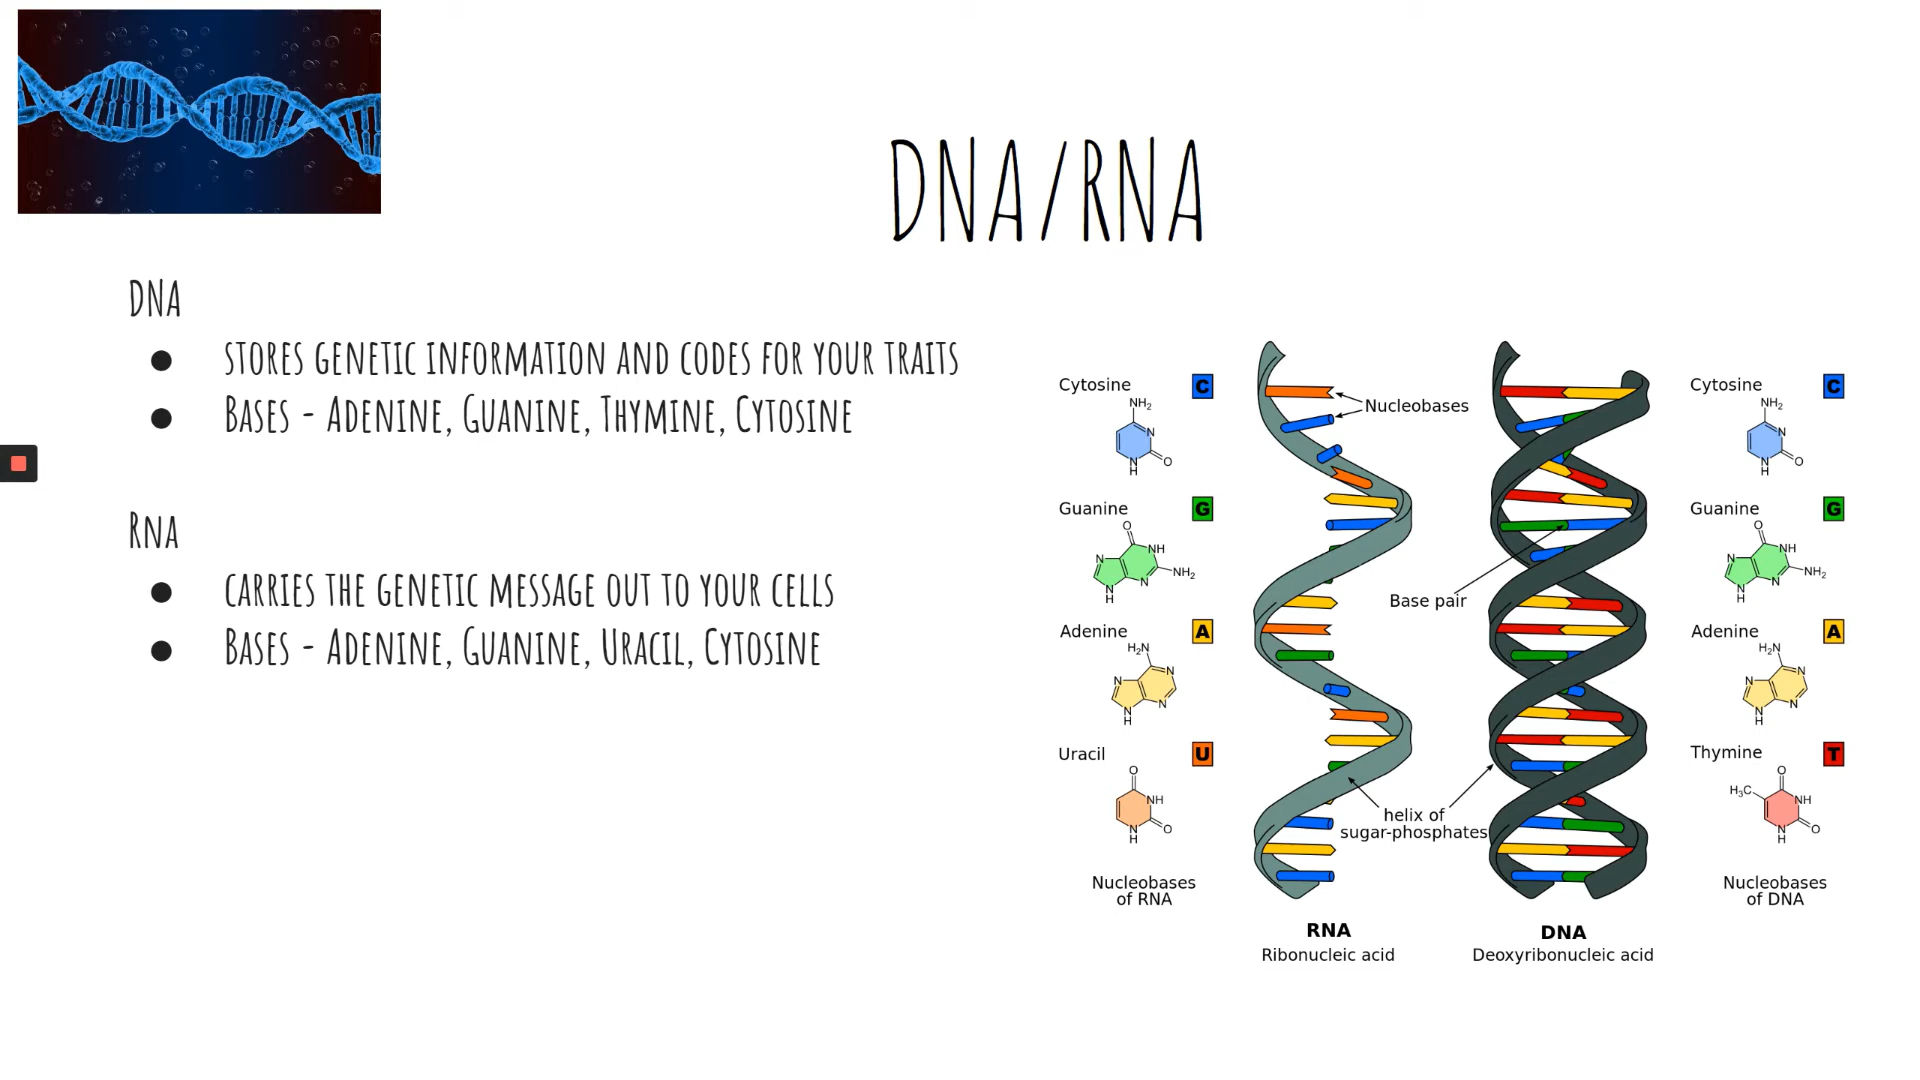 DNA/RNA
DNA
● STORES GENETIC INFORMATION AND CODES FOR YOUR TRAITS
● BASES - ADENINE, GUANINE, THYMINE, CYTOSINE
RNA
● CARRIES THE GENETIC MESSAGE OUT TO YOUR CELLS
● BASES - ADENINE, GUANINE, URACIL, CYTOSINE
Cytosine C
NH₂
N
N
H
O
Guanine G
O
N
NH
N
H
N
NH₂
Adenine A
H₂N
N
N
N
H
N
Uracil U
O
NH
N
H
O
Nucleobases
of RNA
Nucleobases
Base pair
helix of
sugar-phosphates
RNA
Ribonucleic acid
DNA
Deoxyribonucleic acid
Cytosine C
NH₂
N
N
H
O
Guanine G
O
N
NH
N
H
N
NH₂
Adenine A
H₂N
N
N
N
H
N
Thymine T
O
H₃C
NH
N
H
O
Nucleobases
of DNA